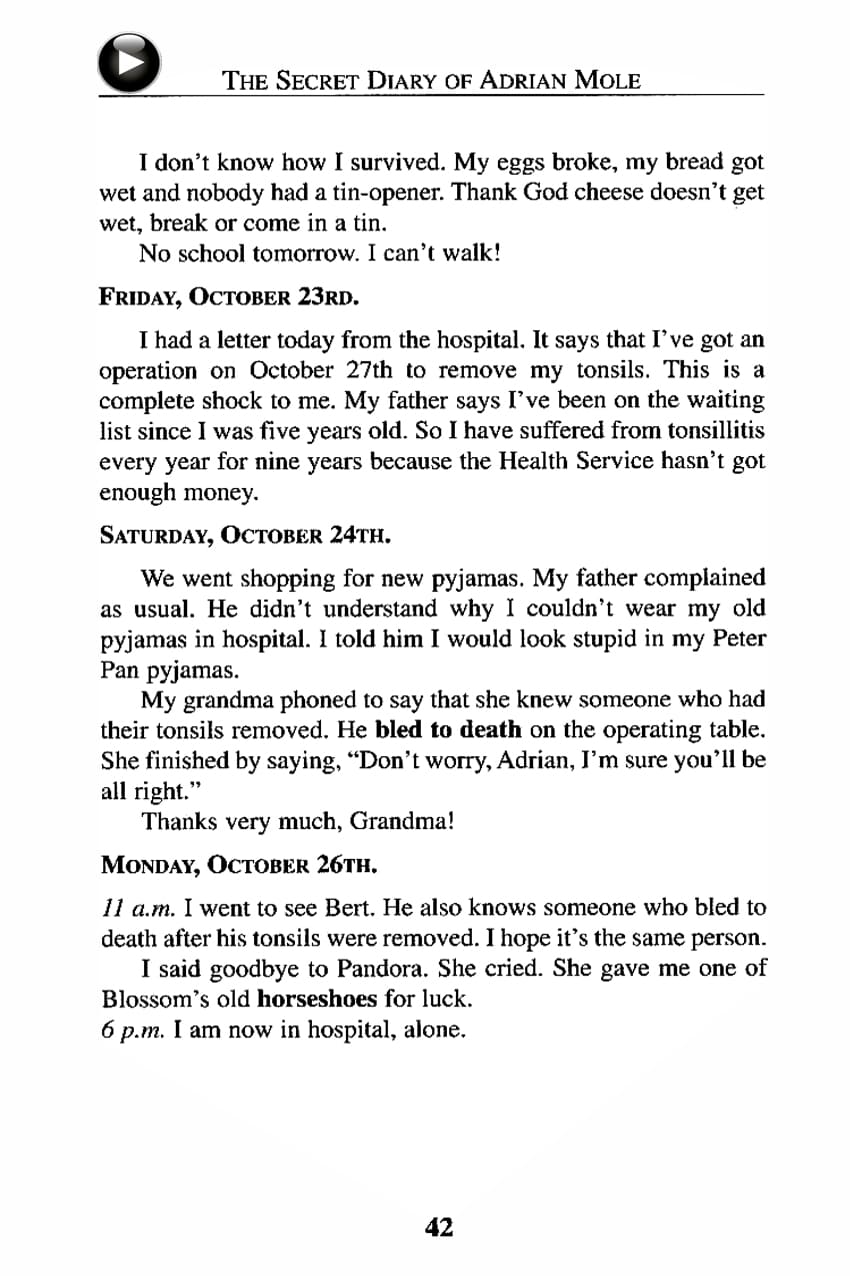 THE SECRET DIARY OF ADRIAN MOLE
I don't know how I survived. My eggs broke, my bread got
wet and nobody had a tin-opener. Thank God cheese doesn't get
wet, break or come in a tin.
No school tomorrow. I can't walk!
FRIDAY, OCTOBER 23RD.
I had a letter today from the hospital. It says that I've got an
operation on October 27th to remove my tonsils. This is a
complete shock to me. My father says I've been on the waiting
list since I was five years old. So I have suffered from tonsillitis
every year for nine years because the Health Service hasn't got
enough money.
SATURDAY, OCTOBER 24TH.
We went shopping for new pyjamas. My father complained
as usual. He didn't understand why I couldn't wear my old
pyjamas in hospital. I told him I would look stupid in my Peter
Pan pyjamas.
My grandma phoned to say that she knew someone who had
their tonsils removed. He bled to death on the operating table.
She finished by saying, “Don't worry, Adrian, I'm sure you'll be
all right.”
Thanks very much, Grandma!
MONDAY, OCTOBER 26TH.
11 a.m. I went to see Bert. He also knows someone who bled to
death after his tonsils were removed. I hope it's the same person.
I said goodbye to Pandora. She cried. She gave me one of
Blossom's old horseshoes for luck.
6 p.m. I am now in hospital, alone.
42